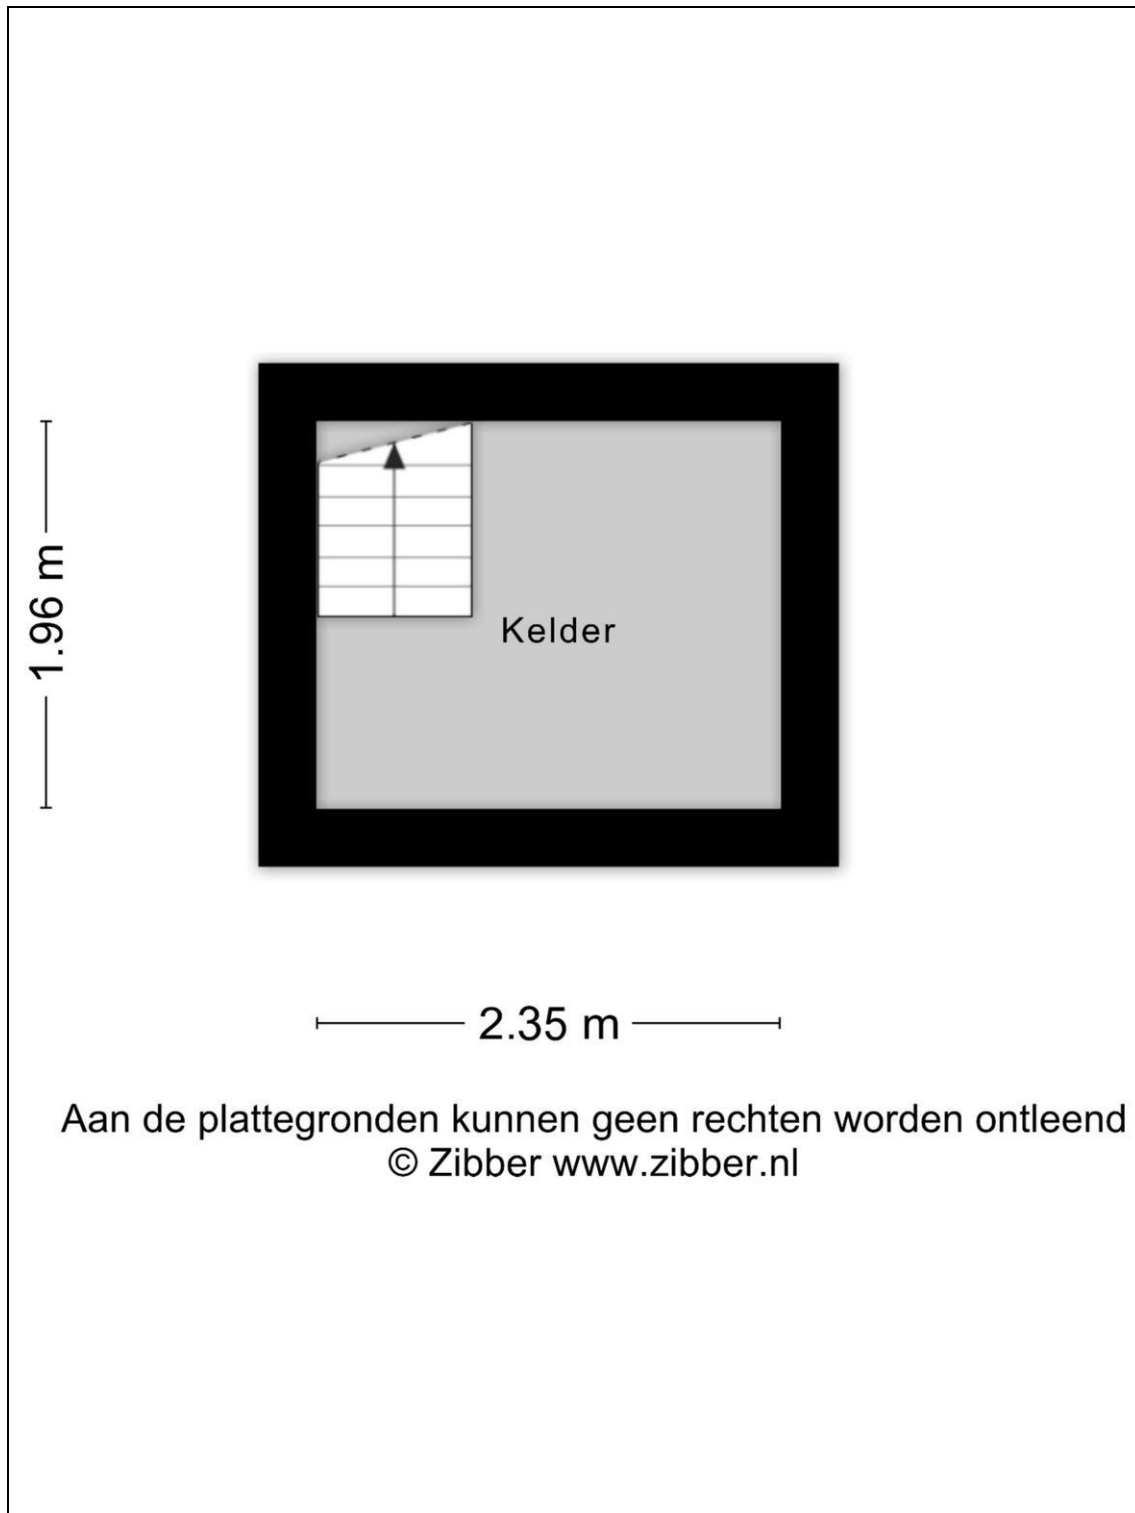 1.96 m
Kelder
2.35 m
Aan de plattegronden kunnen geen rechten worden ontleend
© Zibber www.zibber.nl